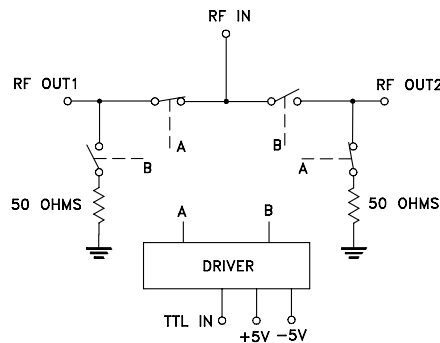 RF IN
RF OUT1
RF OUT2
A
B
B
A
50 OHMS
50 OHMS
A
B
DRIVER
TTL IN
+5V
-5V